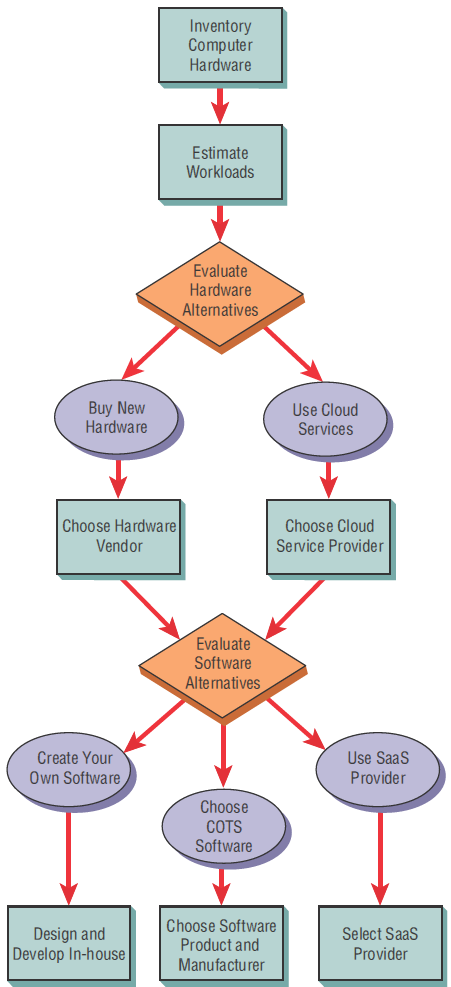 Inventory
Computer
Hardware
Estimate
Workloads
Evaluate
Hardware
Alternatives
Buy New
Hardware
Use Cloud
Services
Choose Hardware
Vendor
Choose Cloud
Service Provider
Evaluate
Software
Alternatives
Create Your
Own Software
Choose
COTS
Software
Use SaaS
Provider
Design and
Develop In-house
Choose Software
Product and
Manufacturer
Select SaaS
Provider